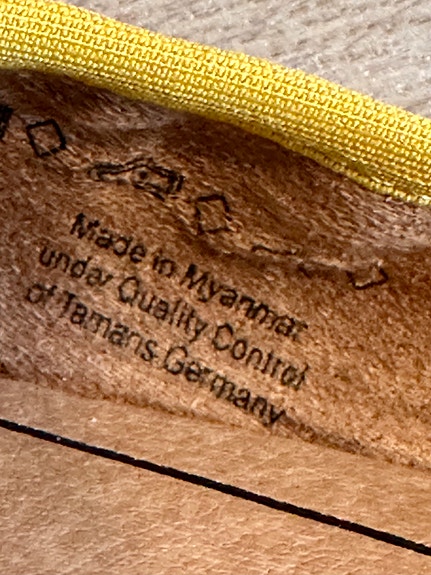 Made in Myanmar
under Quality Control
of Tamaris Germany